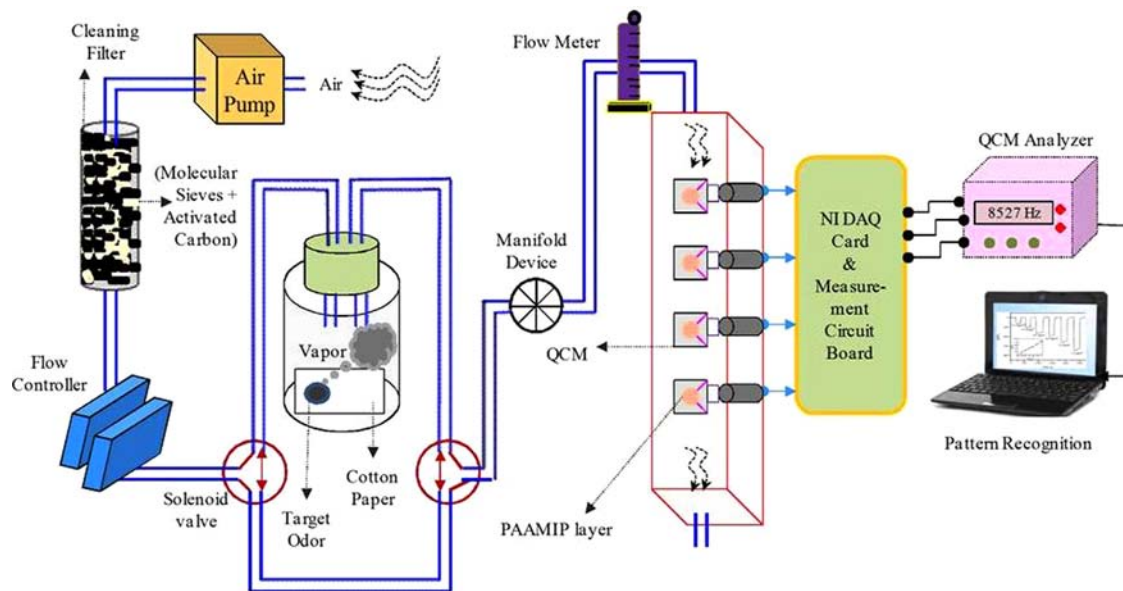 Cleaning
Filter
Air
Pump
Air
(Molecular
Sieves +
Activated
Carbon)
Flow
Controller
Solenoid
valve
Vapor
Target
Odor
Cotton
Paper
Manifold
Device
Flow Meter
QCM
PAAMIP layer
NI DAQ
Card
&
Measure-
ment
Circuit
Board
QCM Analyzer
8527 Hz
Pattern Recognition